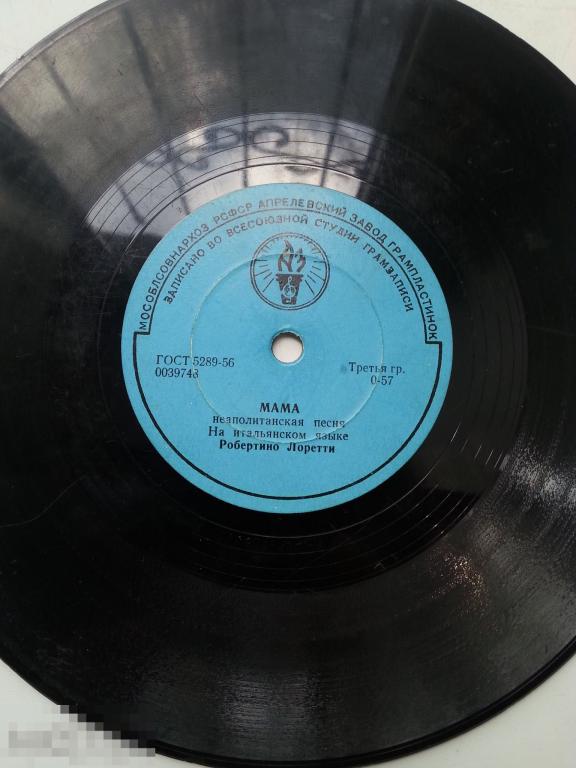 МОСОБЛСОВНАРХОЗ РСФСР АПРЕЛЕВСКИЙ ЗАВОД ГРАМПЛАСТИНОК
ЗАПИСАНО ВО ВСЕСОЮЗНОЙ СТУДИИ ГРАМЗАПИСИ
ГОСТ 5289-56
0039743
Третья гр.
0-57
МАМА
неаполитанская песня
На итальянском языке
Робертино Лоретти